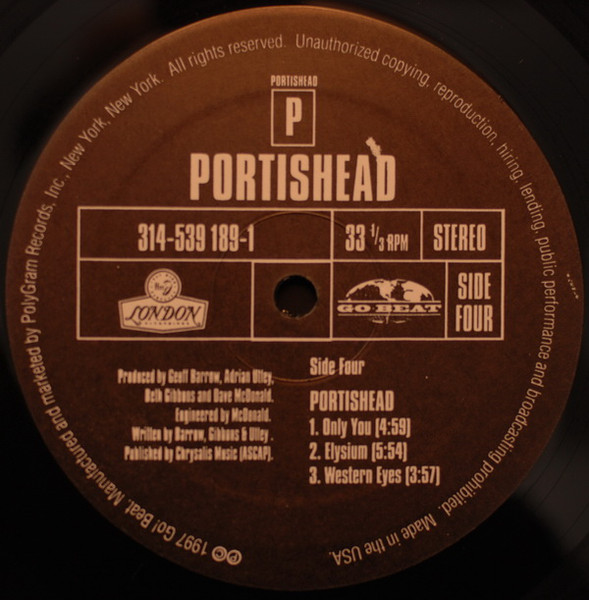 PORTISHEAD
P
PORTISHEAD
314-539 189-1
33 1/3 RPM
STEREO
LONDON
RECORDINGS
GO BEAT
SIDE
FOUR
Produced by Geoff Barrow, Adrian Utley,
Beth Gibbons and Dave McDonald.
Engineered by McDonald.
Written by Barrow, Gibbons & Utley.
Published by Chrysalis Music (ASCAP).
Side Four
PORTISHEAD
1. Only You (4:59)
2. Elysium (5:54)
3. Western Eyes (3:57)
℗© 1997 Go! Beat. Manufactured and marketed by PolyGram Records, Inc., New York, New York. All rights reserved. Unauthorized copying, reproduction, hiring, lending, public performance and broadcasting prohibited. Made in the USA.